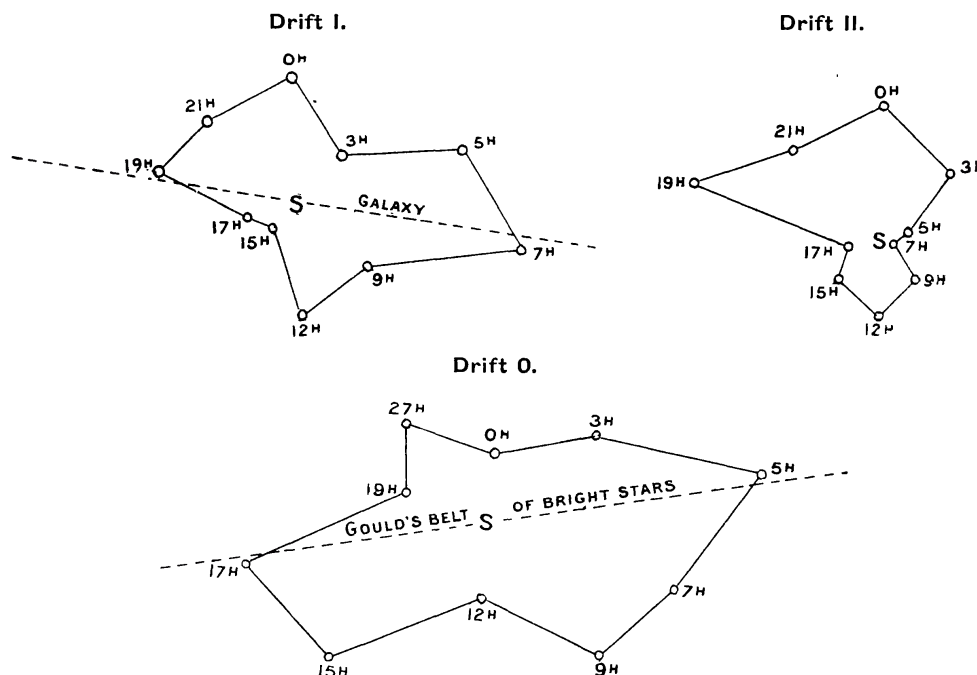 Drift I.
0H
21H
3H
5H
19H
S
GALAXY
17H
15H
7H
9H
12H
Drift II.
0H
21H
3H
19H
5H
S
17H
7H
15H
9H
12H
Drift 0.
27H
0H
3H
5H
19H
GOULD'S BELT S OF BRIGHT STARS
17H
7H
12H
15H
9H